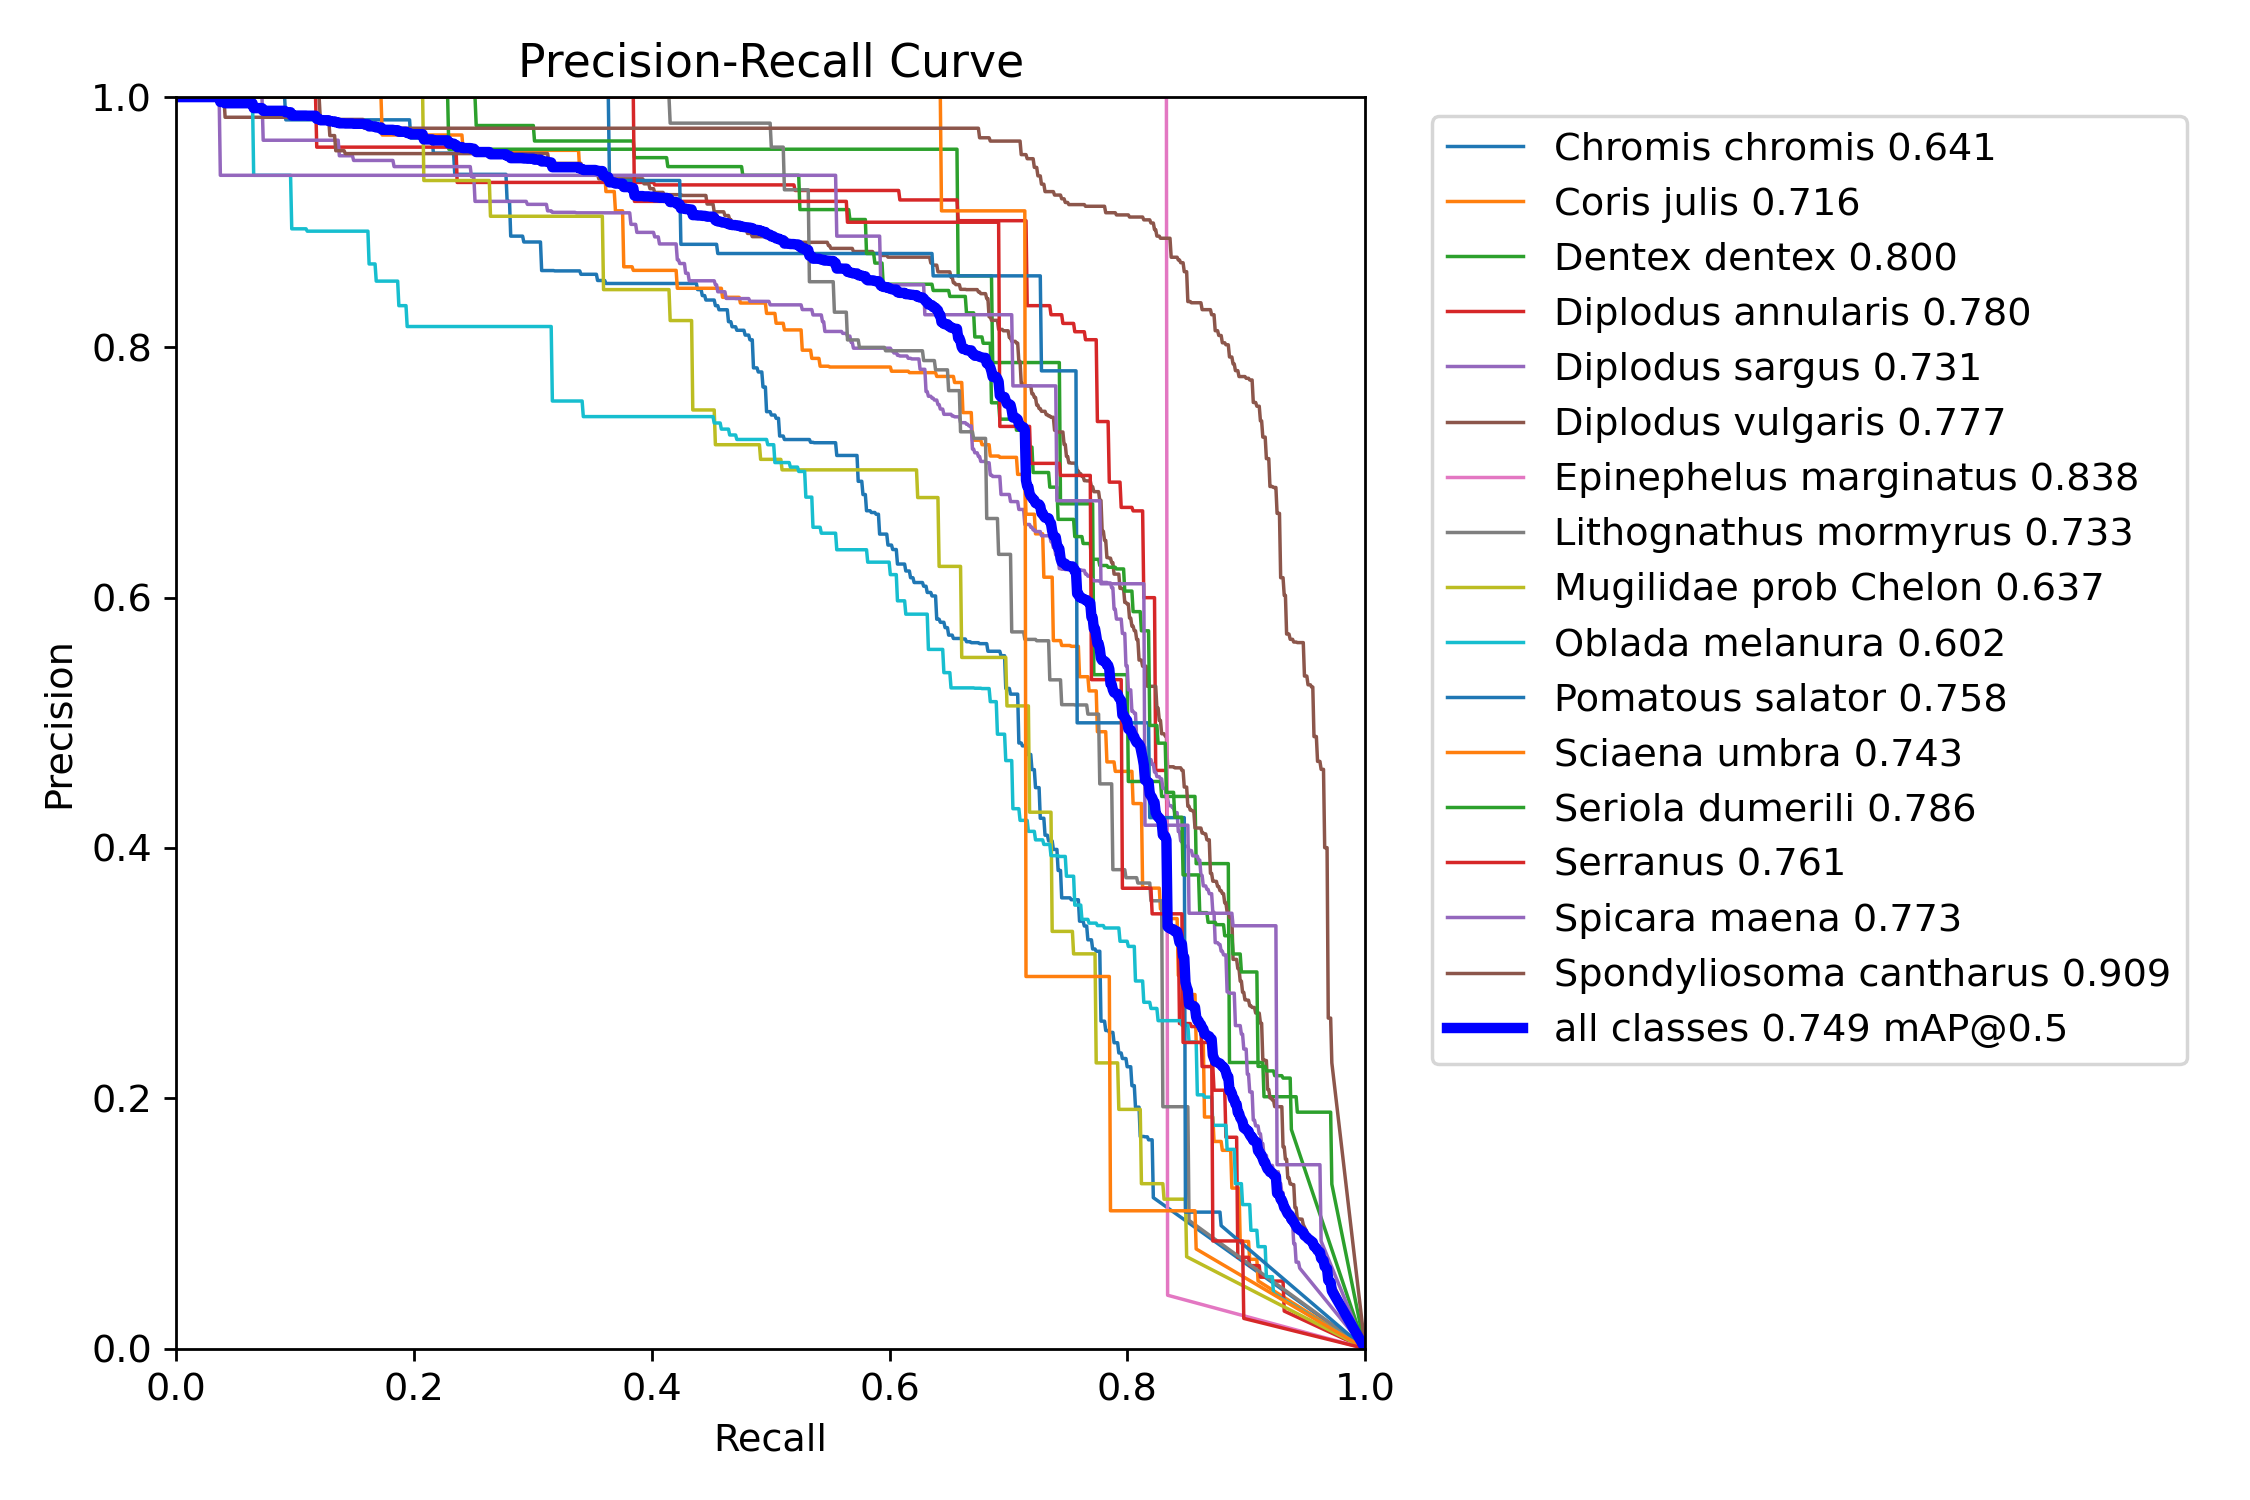 Precision-Recall Curve
1.0
0.8
0.6
0.4
0.2
0.0
Precision
0.0 0.2 0.4 0.6 0.8 1.0
Recall
Chromis chromis 0.641
Coris julis 0.716
Dentex dentex 0.800
Diplodus annularis 0.780
Diplodus sargus 0.731
Diplodus vulgaris 0.777
Epinephelus marginatus 0.838
Lithognathus mormyrus 0.733
Mugilidae prob Chelon 0.637
Oblada melanura 0.602
Pomatous salator 0.758
Sciaena umbra 0.743
Seriola dumerili 0.786
Serranus 0.761
Spicara maena 0.773
Spondyliosoma cantharus 0.909
all classes 0.749 mAP@0.5